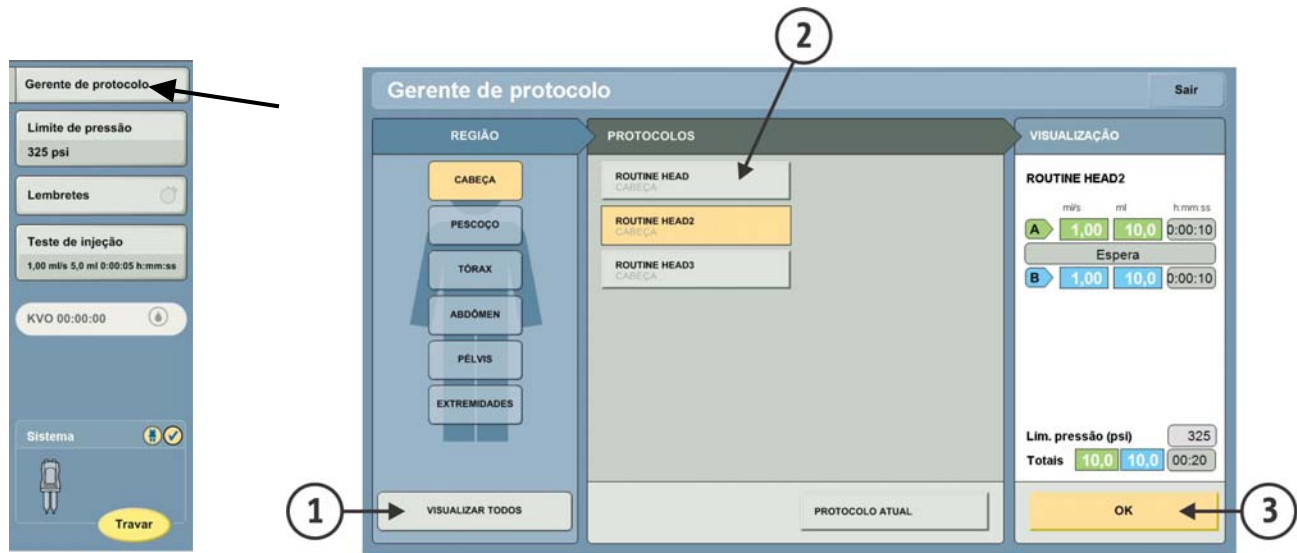 Gerente de protocolo
Limite de pressão
325 psi
Lembretes
Teste de injeção
1,00 ml/s 5,0 ml 0:00:05 h:mm:ss
KVO 00:00:00
Sistema
Travar
2
Gerente de protocolo
Sair
REGIÃO
CABEÇA
PESCOÇO
TÓRAX
ABDÔMEN
PÉLVIS
EXTREMIDADES
1
VISUALIZAR TODOS
PROTOCOLOS
ROUTINE HEAD
CABEÇA
ROUTINE HEAD2
CABEÇA
ROUTINE HEAD3
CABEÇA
PROTOCOLO ATUAL
VISUALIZAÇÃO
ROUTINE HEAD2
ml/s ml h:mm:ss
A 1,00 10,0 0:00:10
Espera
B 1,00 10,0 0:00:10
Lim. pressão (psi) 325
Totais 10,0 10,0 00:20
OK
3